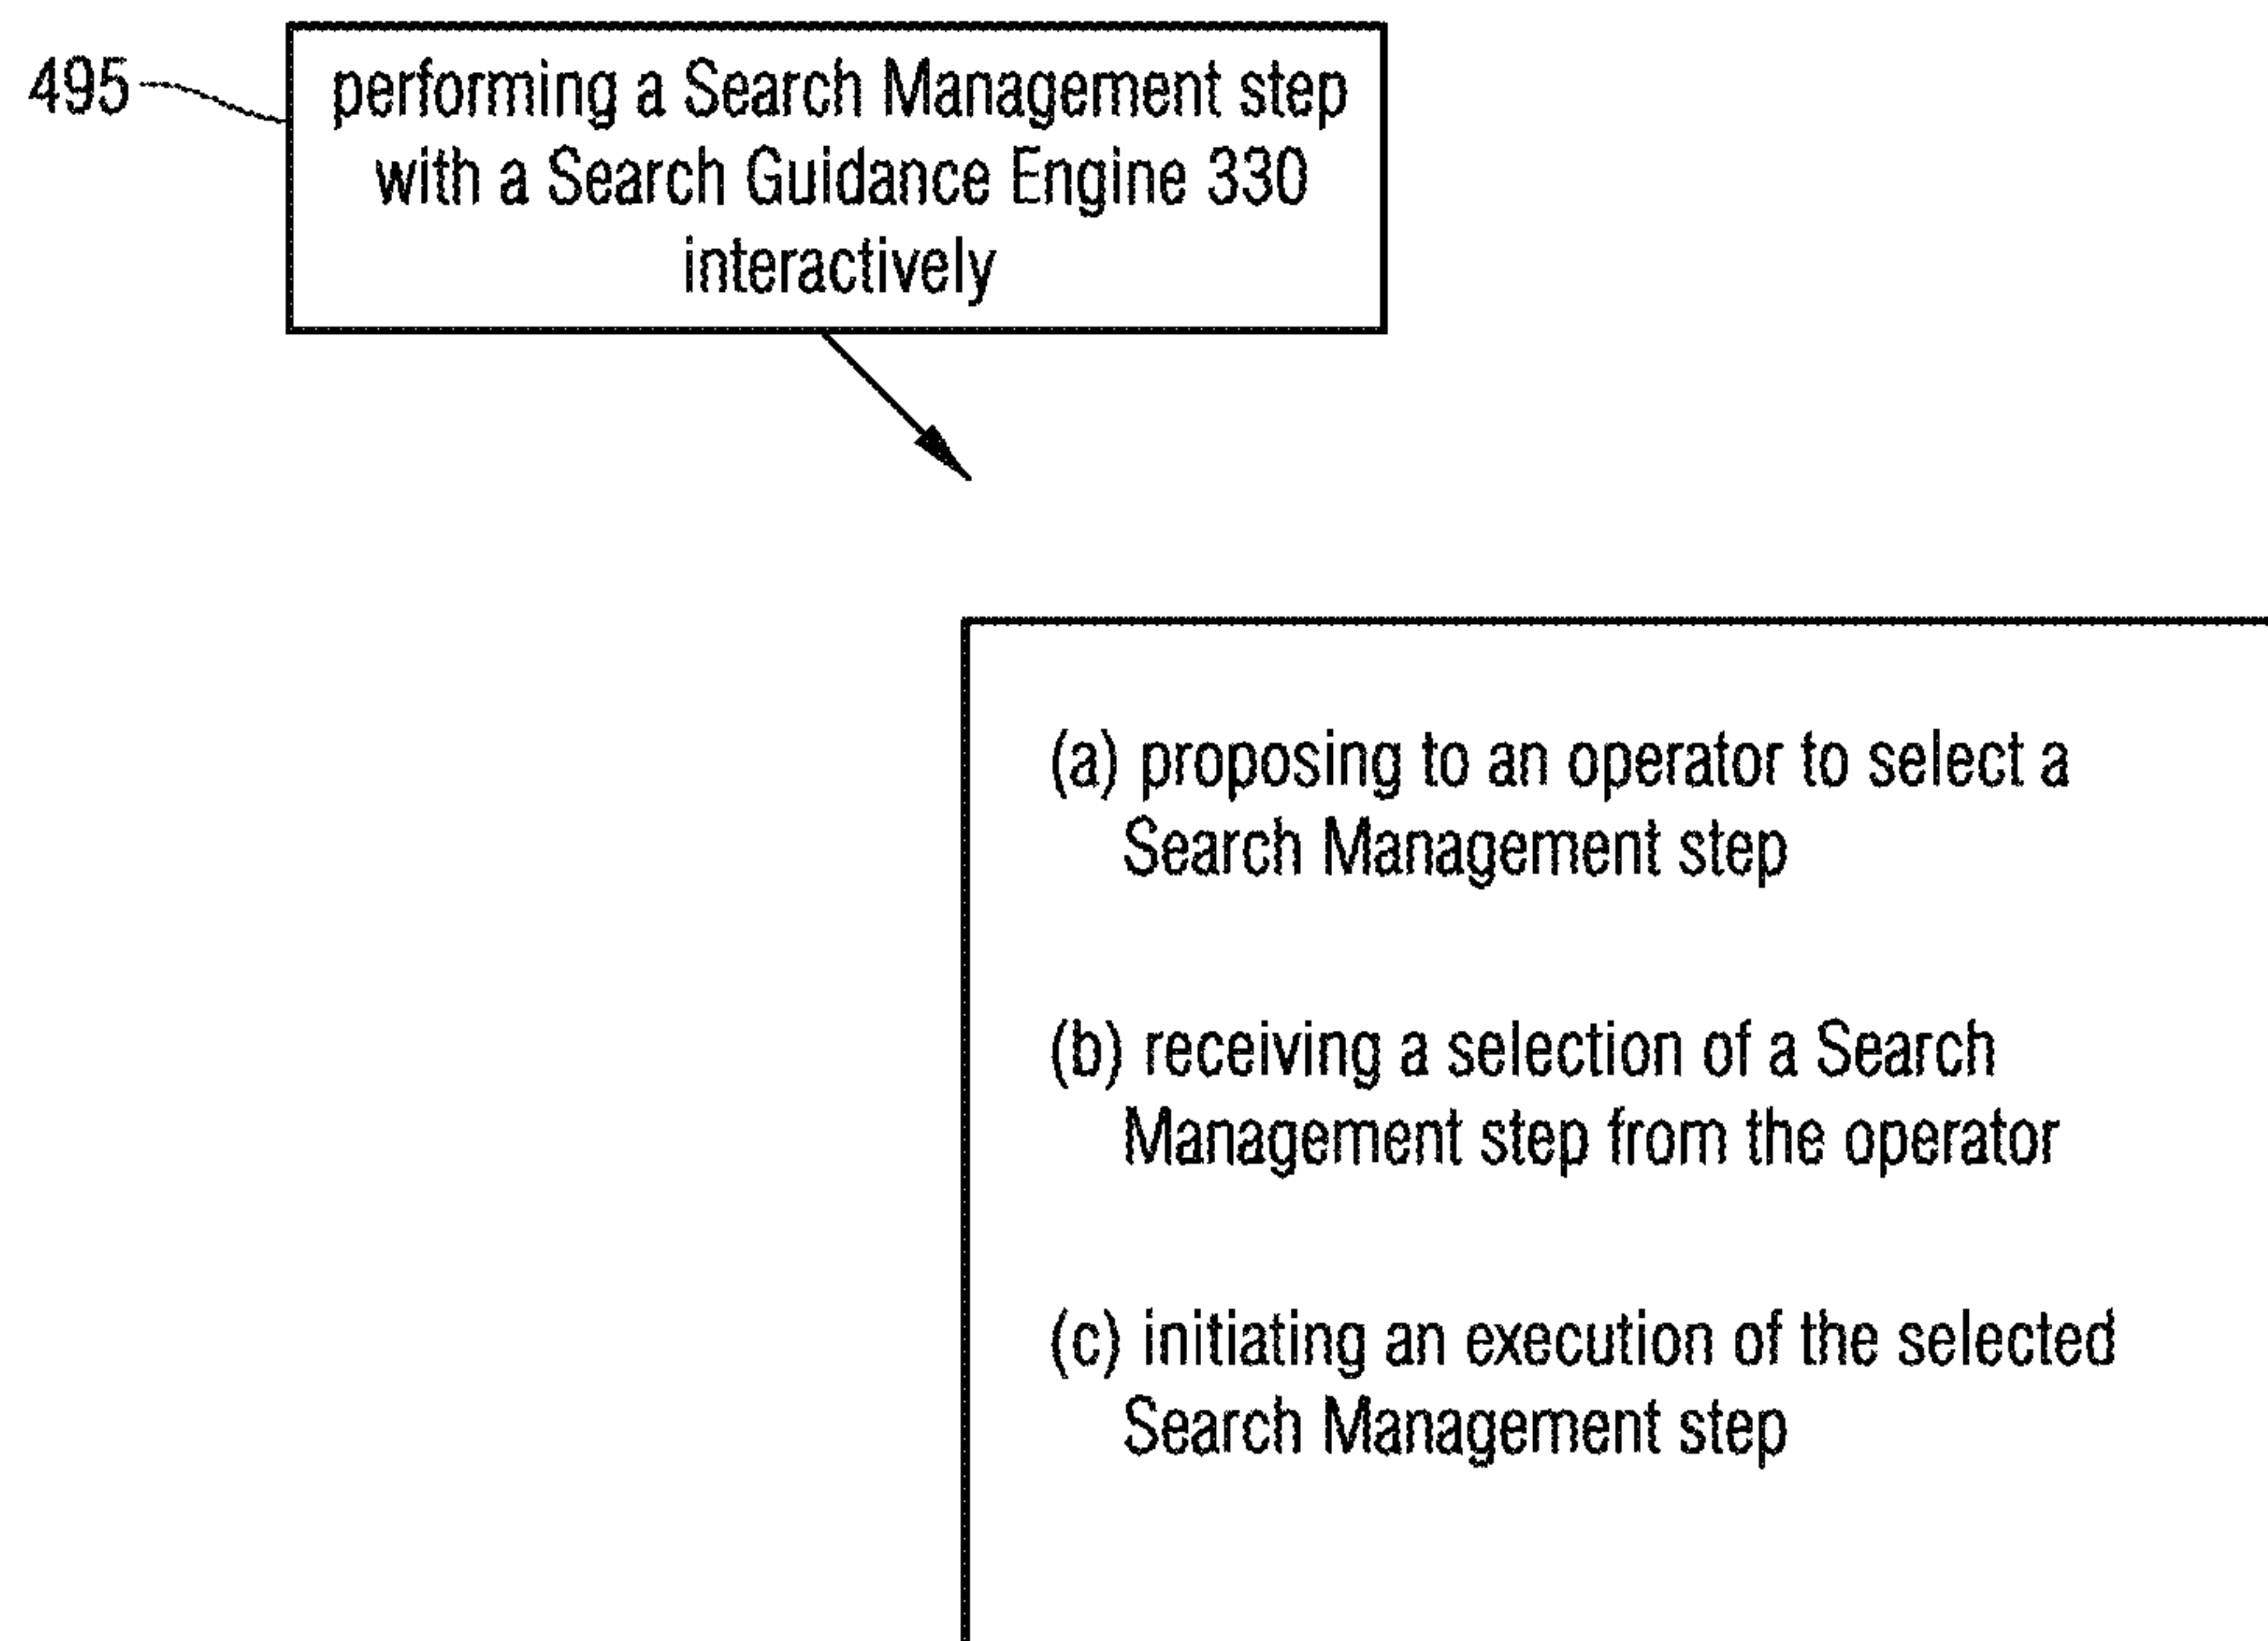 495
performing a Search Management step
with a Search Guidance Engine 330
interactively
(a) proposing to an operator to select a
Search Management step
(b) receiving a selection of a Search
Management step from the operator
(c) initiating an execution of the selected
Search Management step